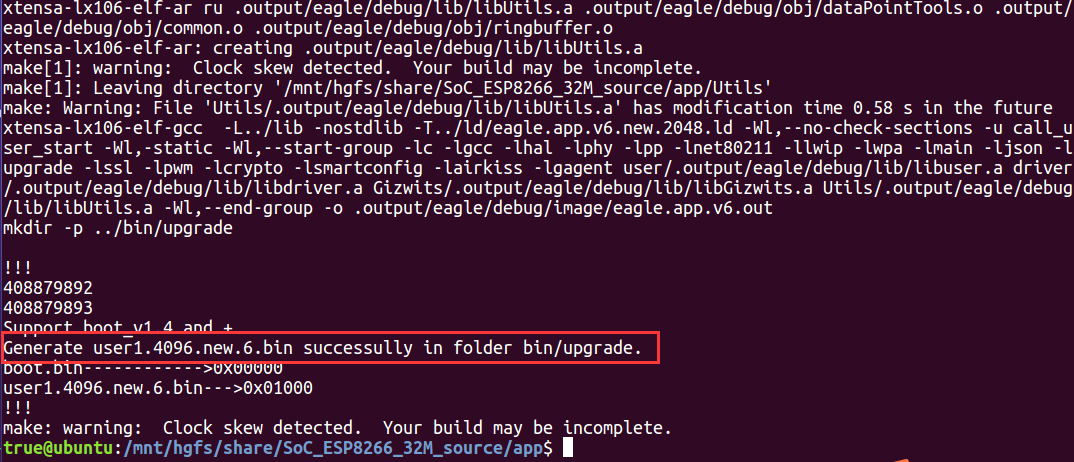 xtensa-lx106-elf-ar ru .output/eagle/debug/lib/libUtils.a .output/eagle/debug/obj/dataPointTools.o .output/
eagle/debug/obj/common.o .output/eagle/debug/obj/ringbuffer.o
xtensa-lx106-elf-ar: creating .output/eagle/debug/lib/libUtils.a
make[1]: warning:  Clock skew detected.  Your build may be incomplete.
make[1]: Leaving directory '/mnt/hgfs/share/SoC_ESP8266_32M_source/app/Utils'
make: Warning: File 'Utils/.output/eagle/debug/lib/libUtils.a' has modification time 0.58 s in the future
xtensa-lx106-elf-gcc  -L../lib -nostdlib -T../ld/eagle.app.v6.new.2048.ld -Wl,--no-check-sections -u call_u
ser_start -Wl,-static -Wl,--start-group -lc -lgcc -lhal -lphy -lpp -lnet80211 -llwip -lwpa -lmain -ljson -l
upgrade -lssl -lpwm -lcrypto -lsmartconfig -lairkiss -lgagent user/.output/eagle/debug/lib/libuser.a driver
/.output/eagle/debug/lib/libdriver.a Gizwits/.output/eagle/debug/lib/libGizwits.a Utils/.output/eagle/debug
/lib/libUtils.a -Wl,--end-group -o .output/eagle/debug/image/eagle.app.v6.out
mkdir -p ../bin/upgrade
!!!
408879892
408879893
Support boot_v1.4 and +
Generate user1.4096.new.6.bin successully in folder bin/upgrade.
boot.bin------------>0x00000
user1.4096.new.6.bin--->0x01000
!!!
make: warning:  Clock skew detected.  Your build may be incomplete.
true@ubuntu:/mnt/hgfs/share/SoC_ESP8266_32M_source/app$